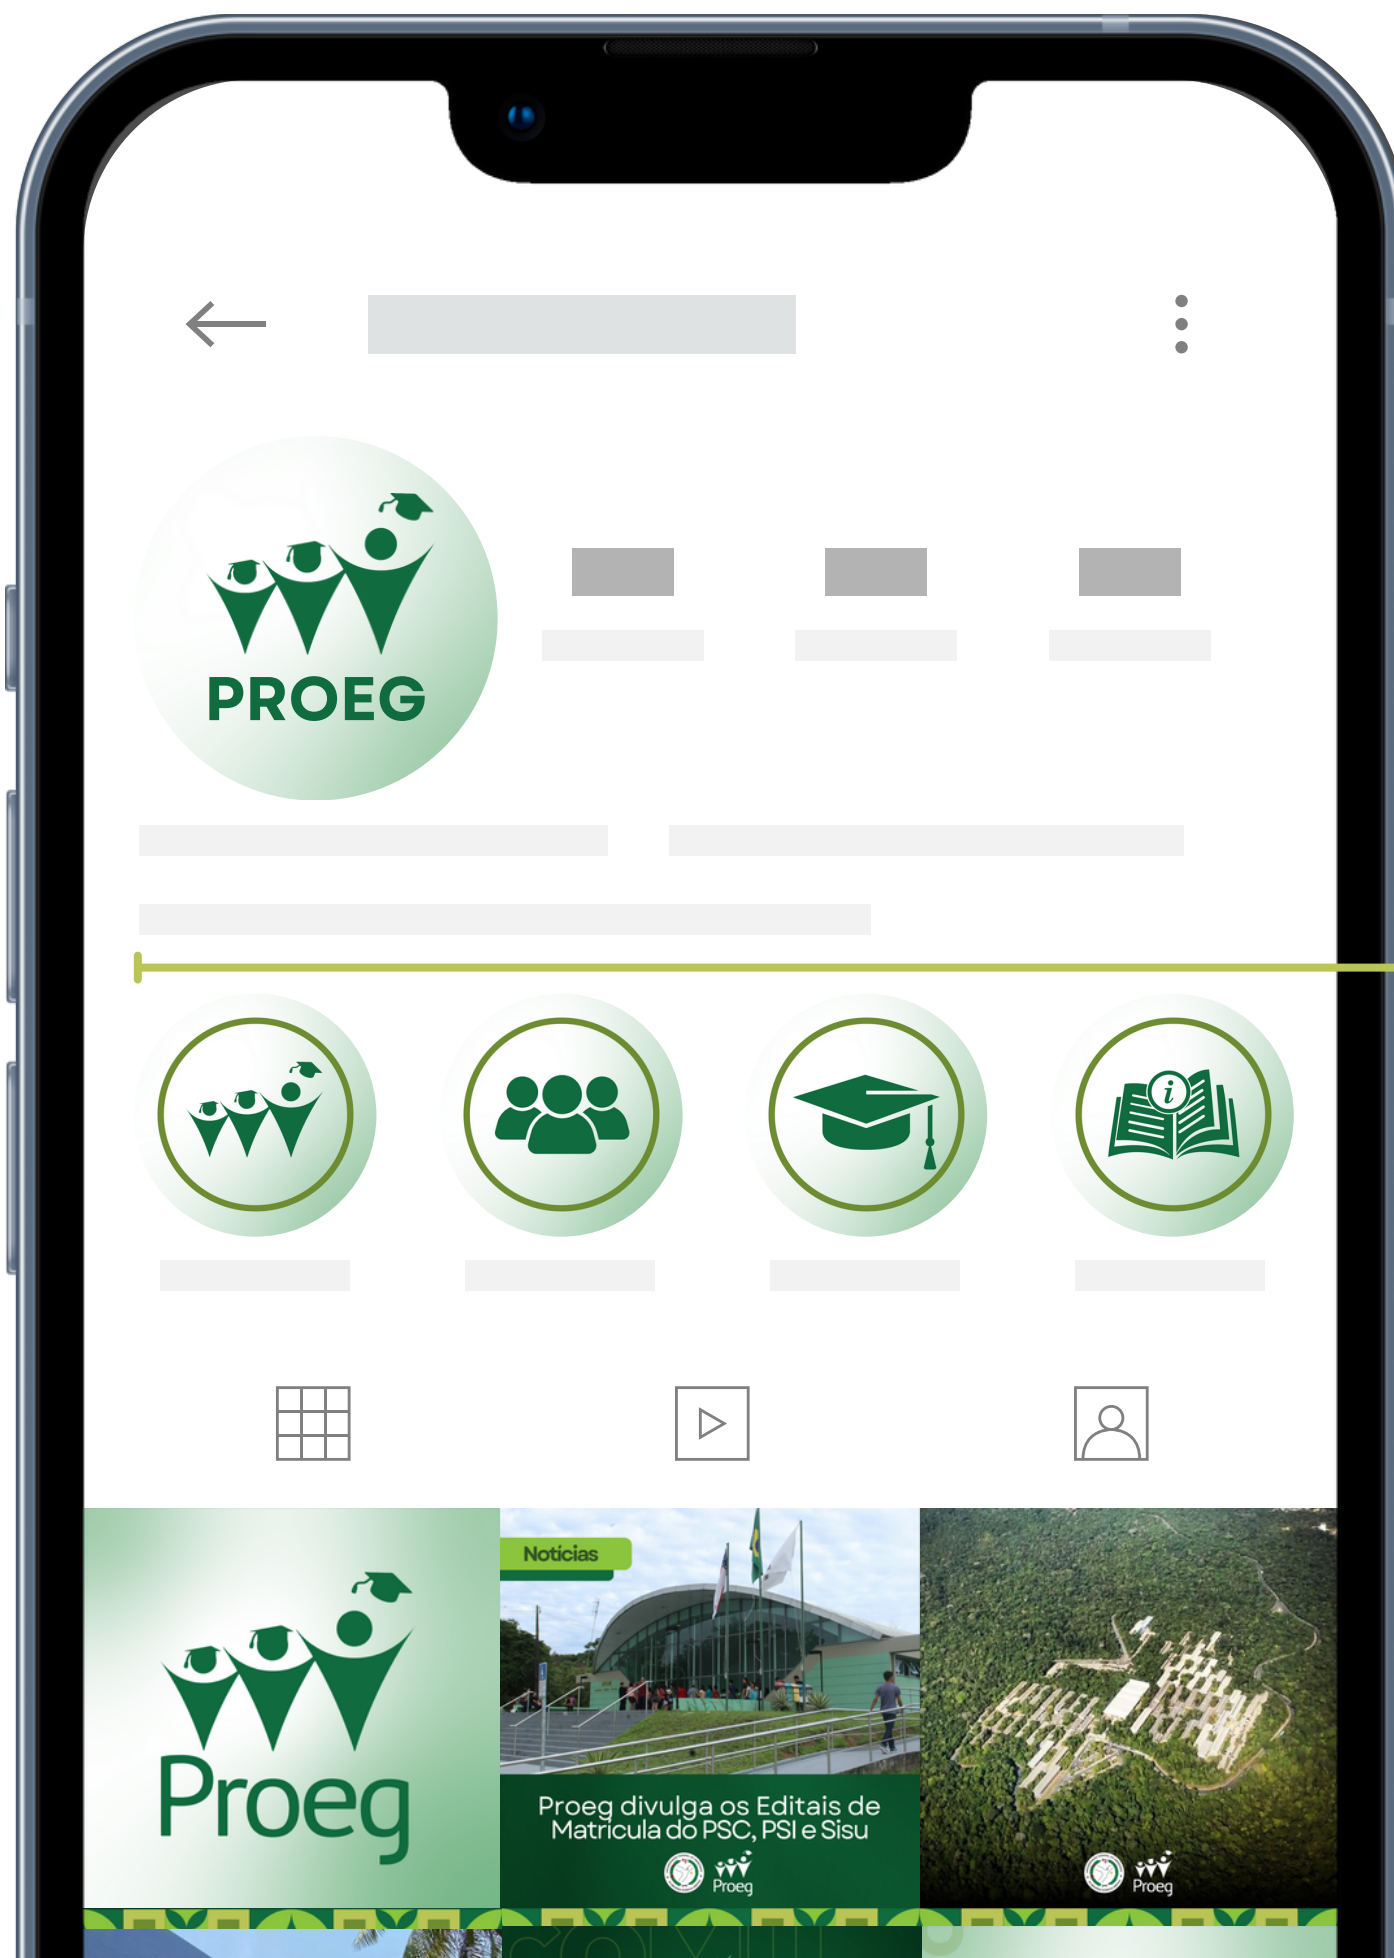 PROEG
i
Proeg
Notícias
Proeg divulga os Editais de
Matrícula do PSC, PSI e Sisu
Proeg
Proeg